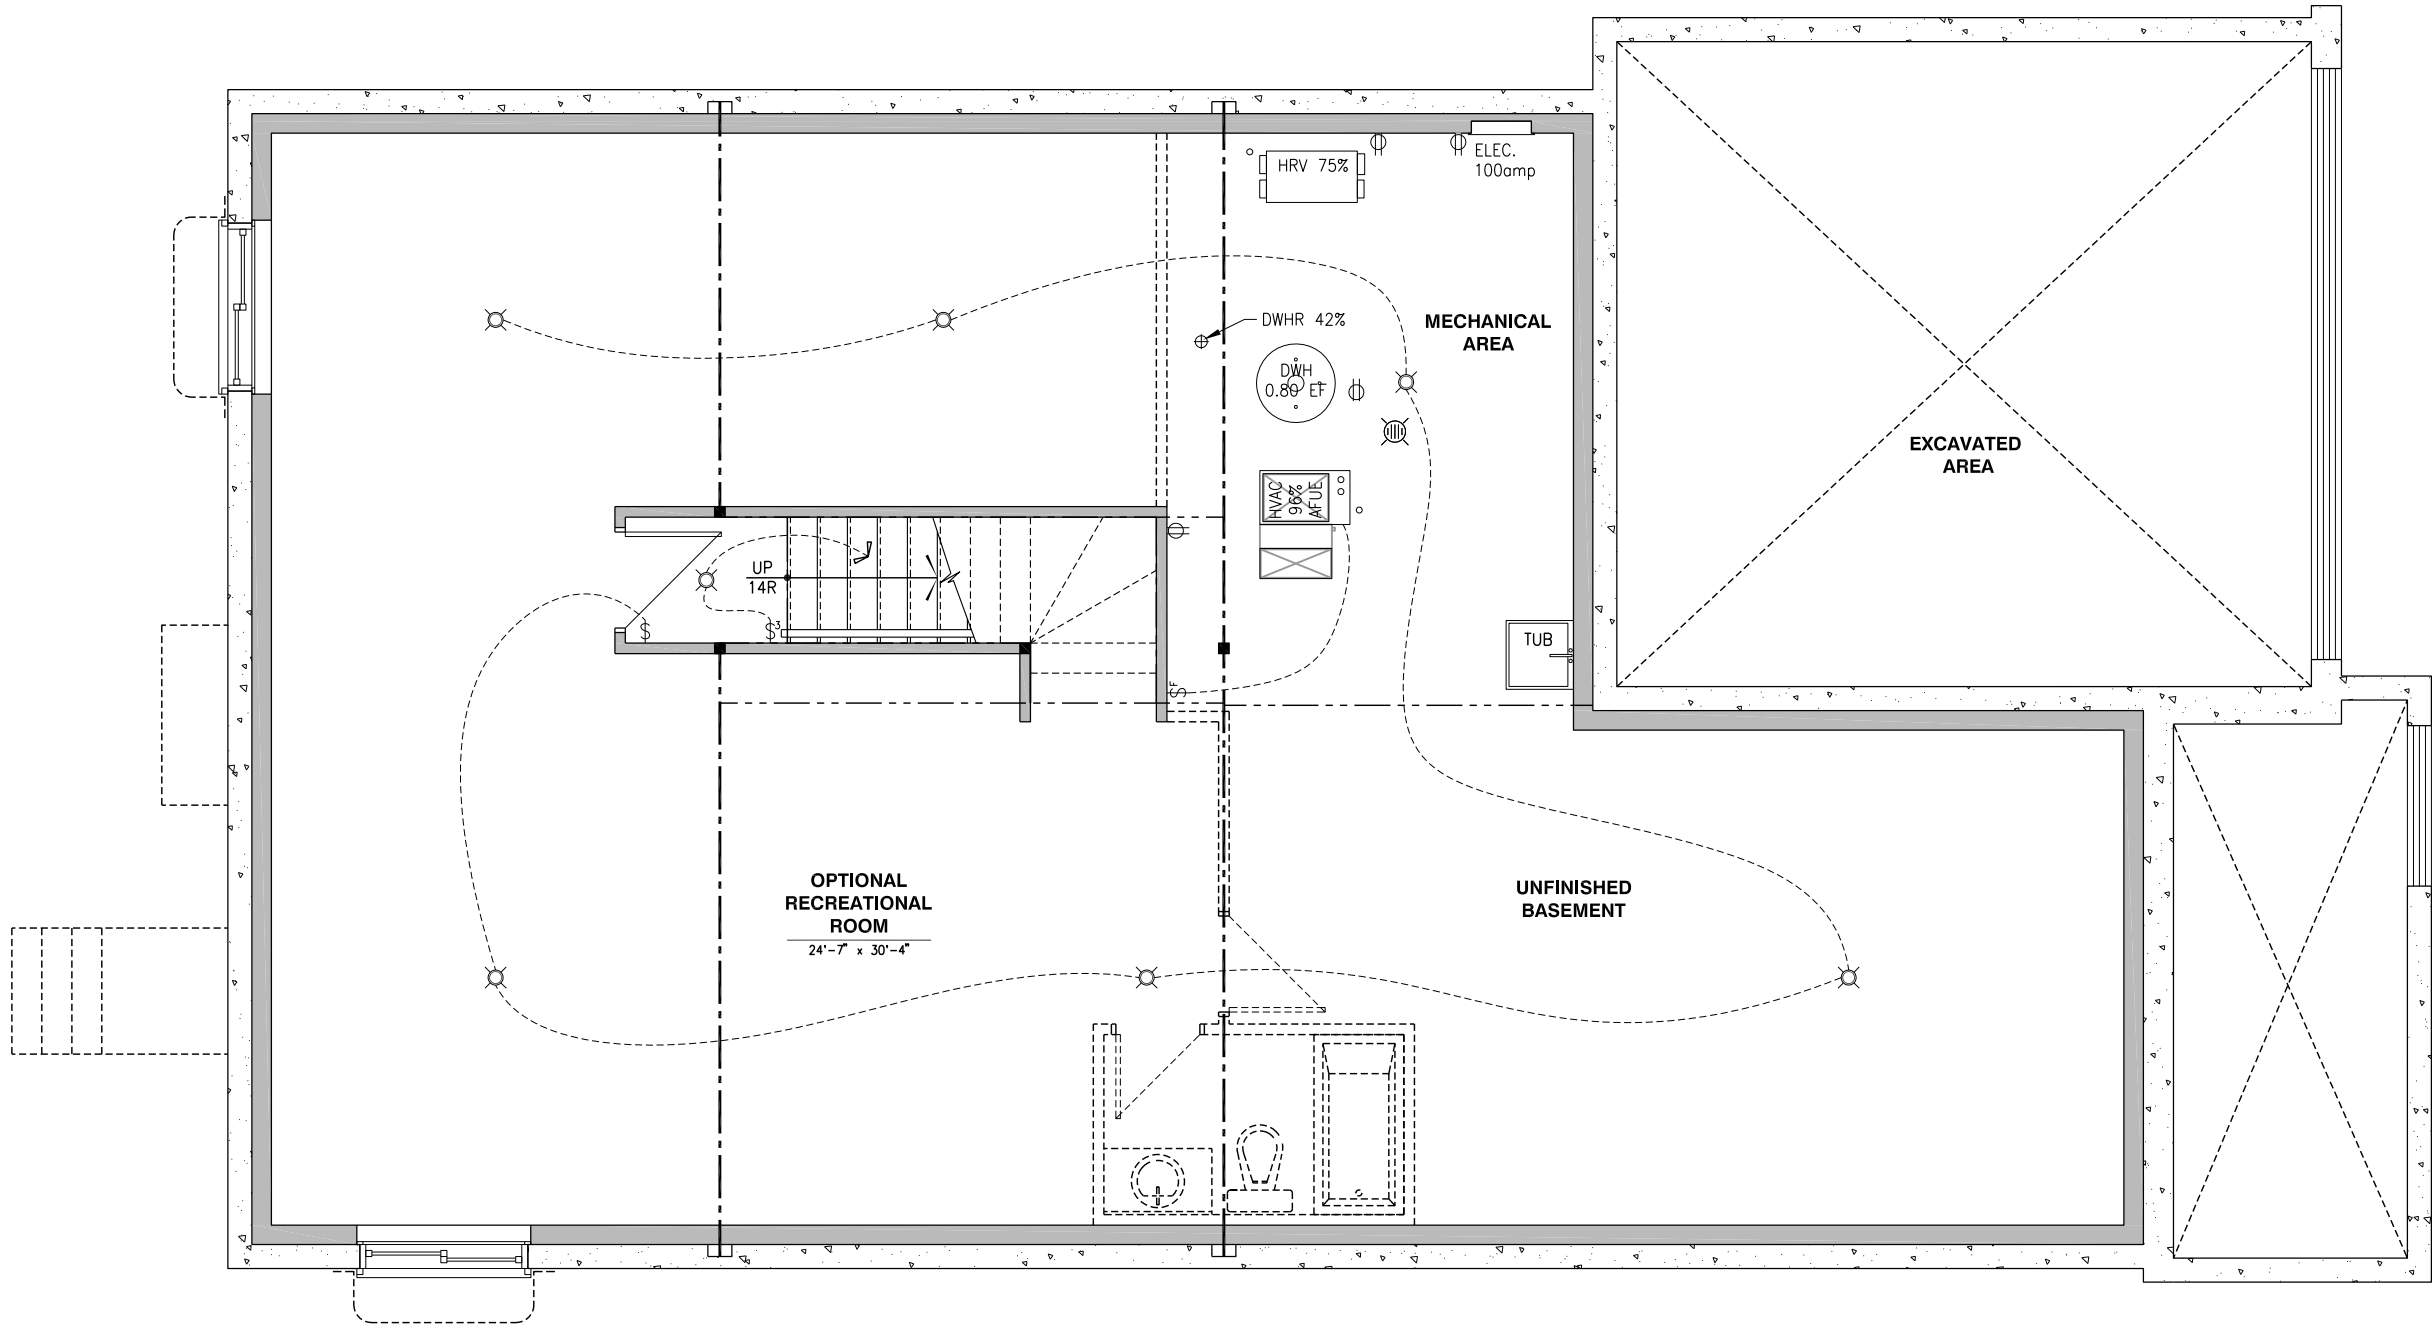 HRV 75%
ELEC.
100amp
DWHR 42%
MECHANICAL
AREA
DWH
0.80 EF
EXCAVATED
AREA
HVAC
96%
AFUE
UP
14R
$
$3
TUB
$F
OPTIONAL
RECREATIONAL
ROOM
24'-7" x 30'-4"
UNFINISHED
BASEMENT